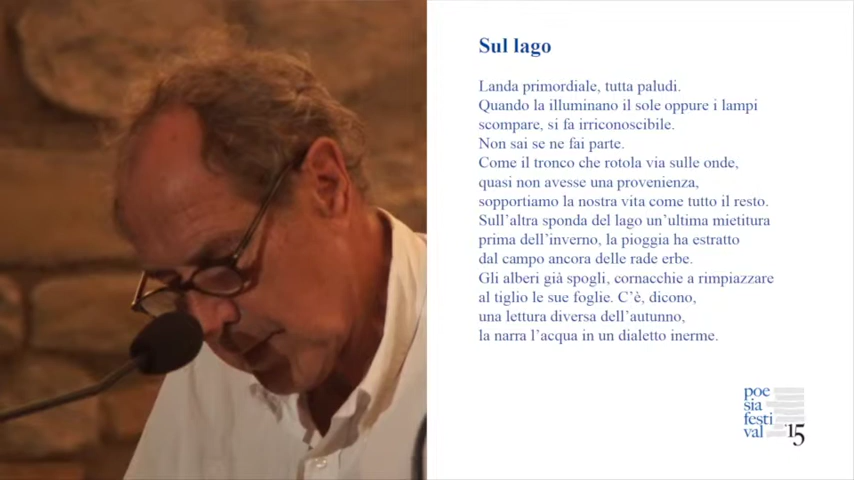 Sul lago
Landa primordiale, tutta paludi.
Quando la illuminano il sole oppure i lampi
scompare, si fa irriconoscibile.
Non sai se ne fai parte.
Come il tronco che rotola via sulle onde,
quasi non avesse una provenienza,
sopportiamo la nostra vita come tutto il resto.
Sull'altra sponda del lago un'ultima mietitura
prima dell'inverno, la pioggia ha estratto
dal campo ancora delle rade erbe.
Gli alberi già spogli, cornacchie a rimpiazzare
al tiglio le sue foglie. C'è, dicono,
una lettura diversa dell'autunno,
la narra l'acqua in un dialetto inerme.
poe
sia
festi
val '15